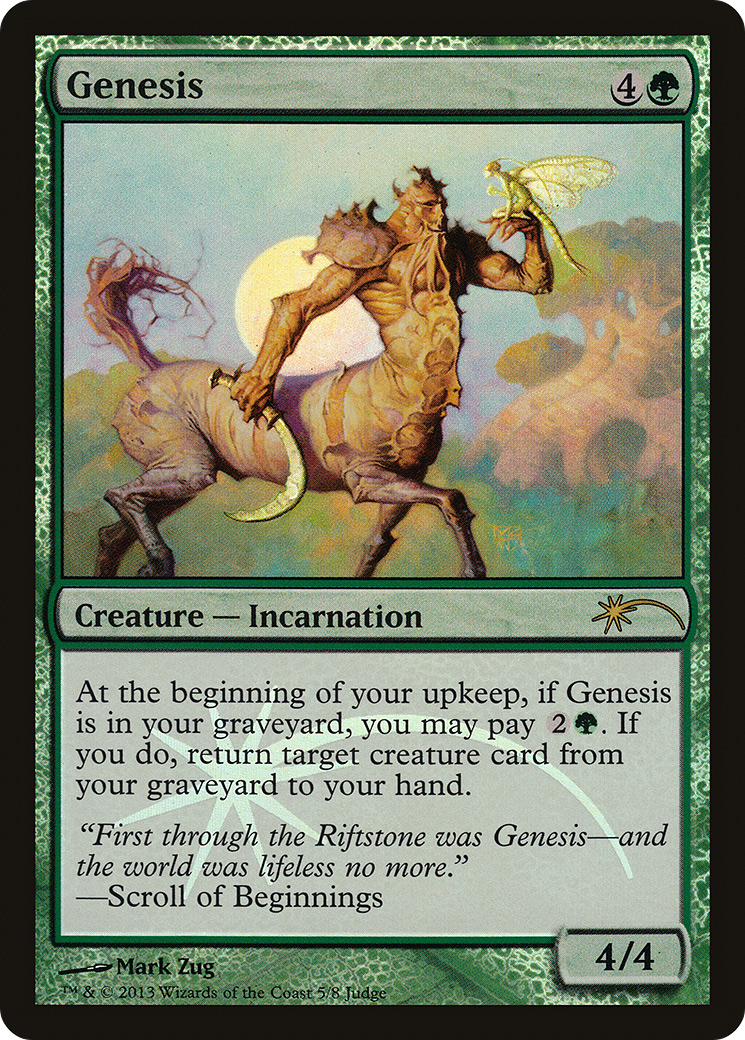 Genesis 4
Creature — Incarnation
At the beginning of your upkeep, if Genesis
is in your graveyard, you may pay 2 . If
you do, return target creature card from
your graveyard to your hand.
“First through the Riftstone was Genesis—and
the world was lifeless no more.”
—Scroll of Beginnings
4/4
Mark Zug
™ & © 2013 Wizards of the Coast 5/8 Judge